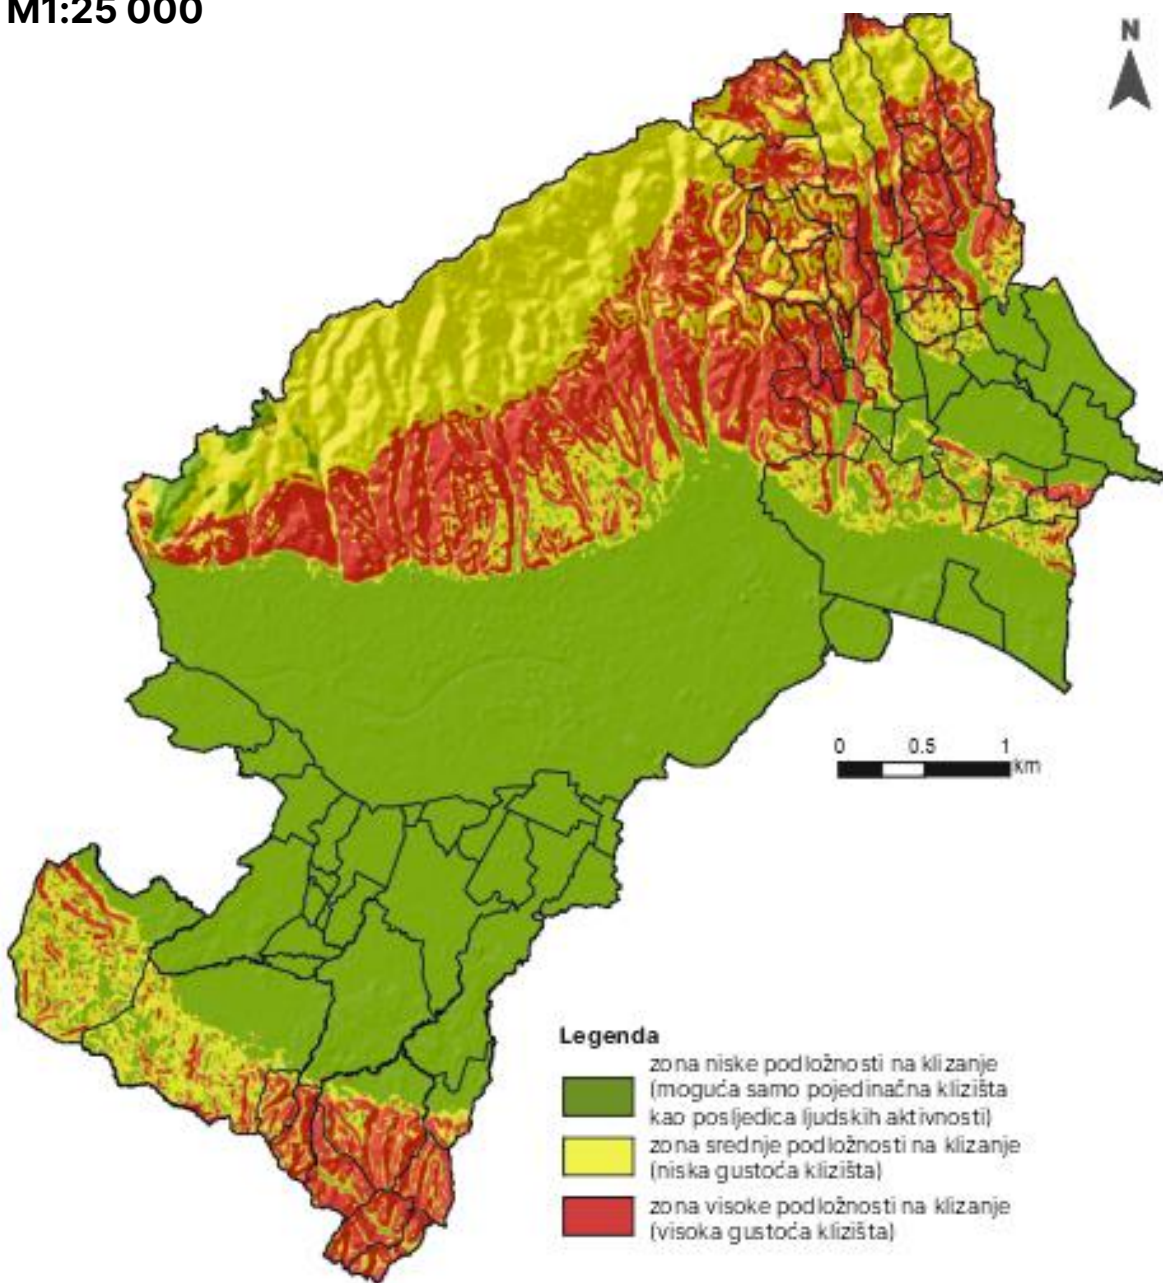 M1:25 000
N
0 0.5 1
km
Legenda
zona niske podložnosti na klizanje
(moguća samo pojedinačna klizišta
kao posljedica ljudskih aktivnosti)
zona srednje podložnosti na klizanje
(niska gustoća klizišta)
zona visoke podložnosti na klizanje
(visoka gustoća klizišta)